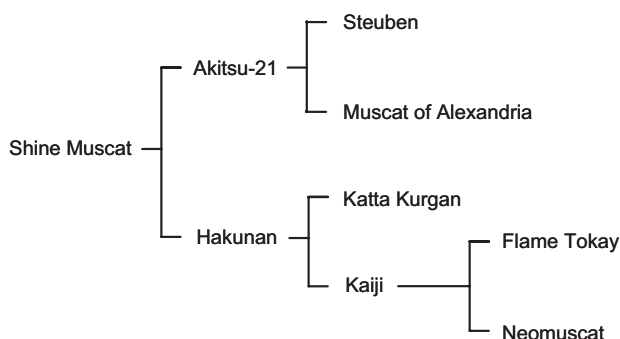 Steuben
Akitsu-21
Muscat of Alexandria
Shine Muscat
Katta Kurgan
Hakunan
Flame Tokay
Kaiji
Neomuscat